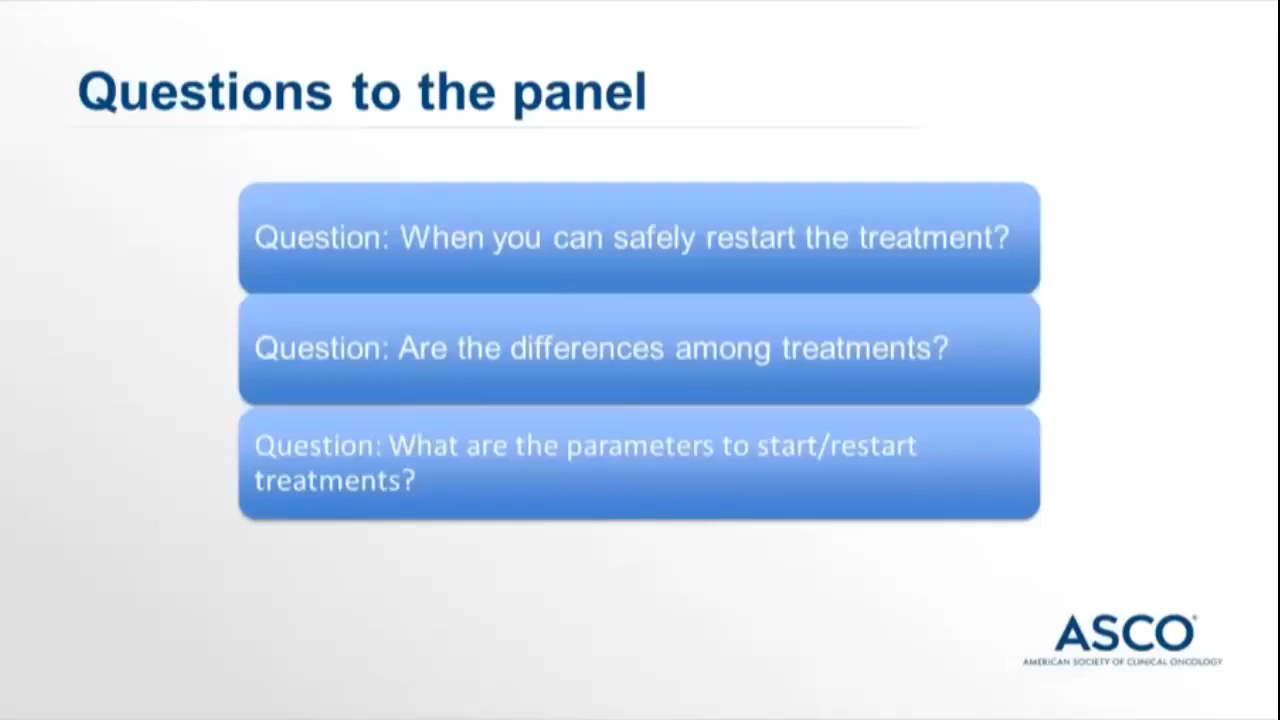 Questions to the panel
Question: When you can safely restart the treatment?
Question: Are the differences among treatments?
Question: What are the parameters to start/restart
treatments?
ASCO®
AMERICAN SOCIETY OF CLINICAL ONCOLOGY